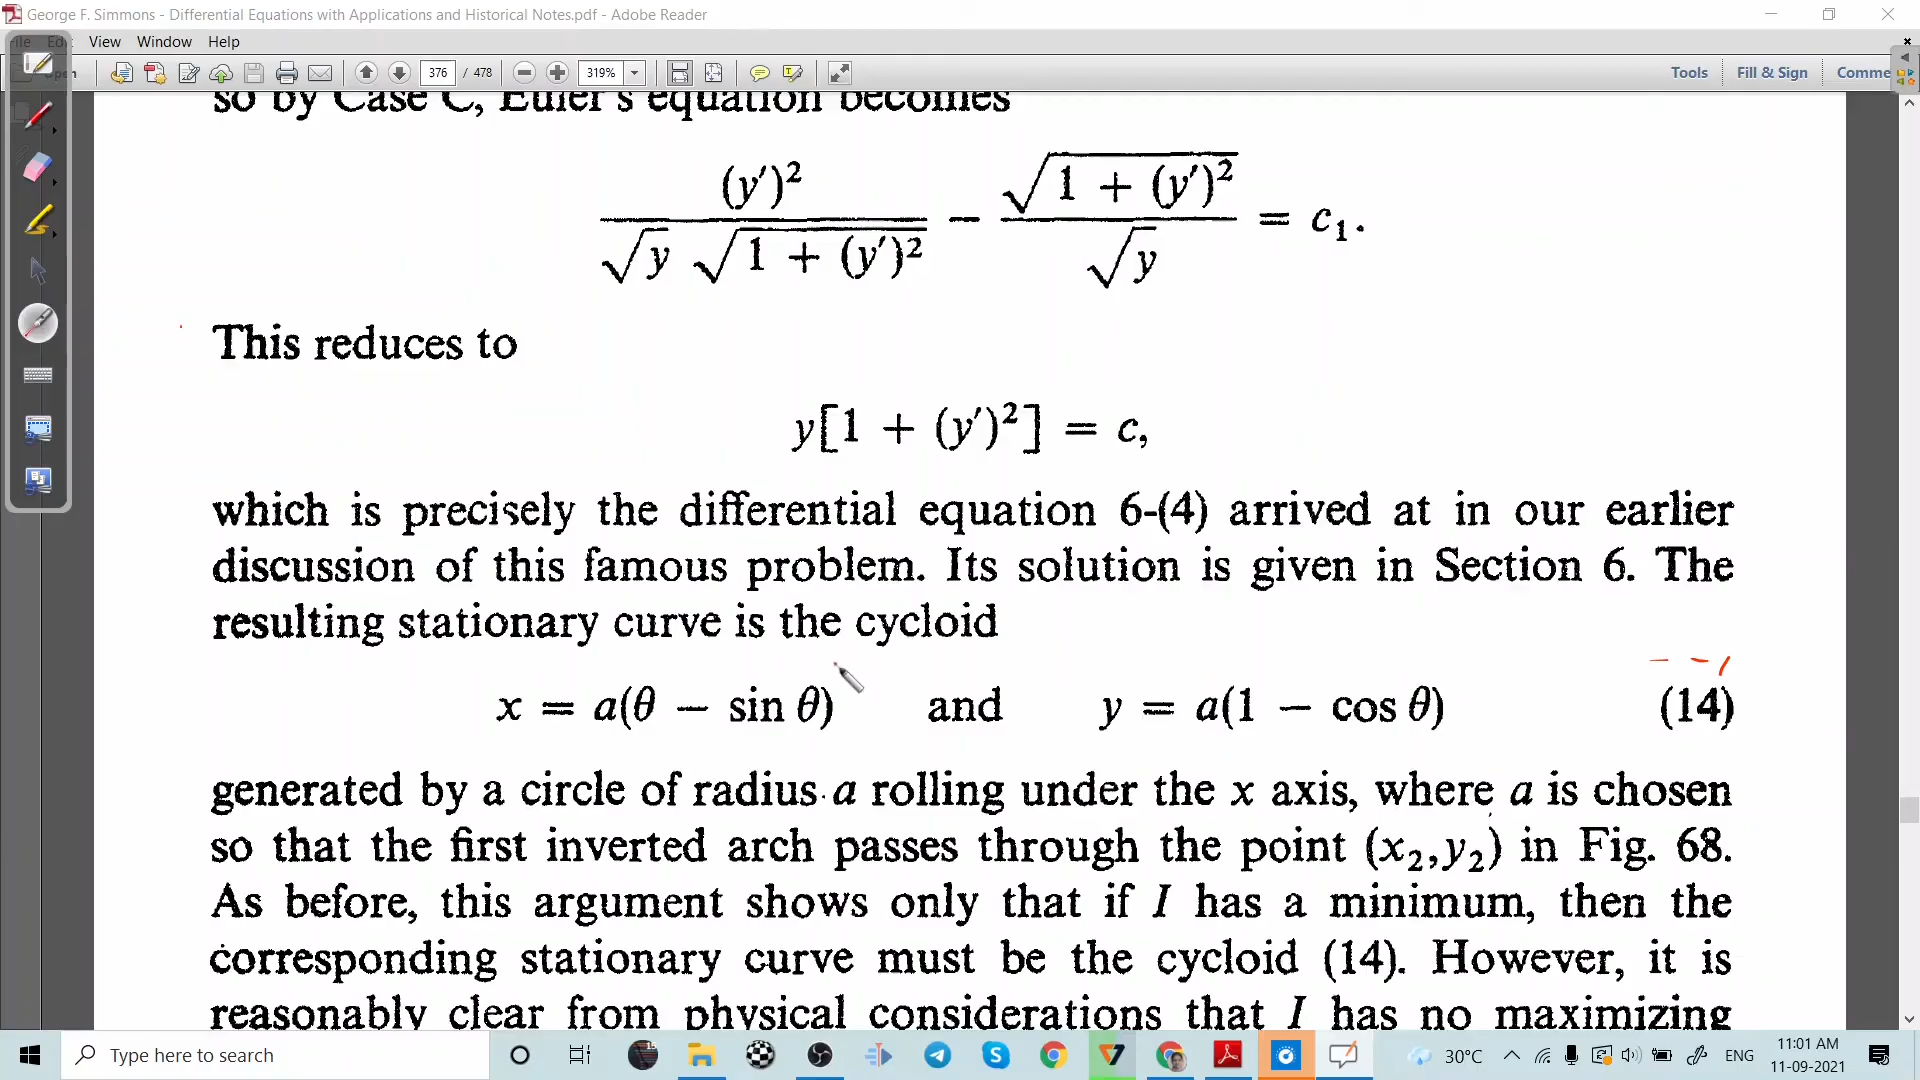 George F. Simmons - Differential Equations with Applications and Historical Notes.pdf - Adobe Reader
View Window Help
376 / 478 319% Tools Fill & Sign Comme
so by Case C, Euler's equation becomes
(y′)² / √y √1 + (y′)² − √1 + (y′)² / √y = c₁.
This reduces to
y[1 + (y′)²] = c,
which is precisely the differential equation 6-(4) arrived at in our earlier
discussion of this famous problem. Its solution is given in Section 6. The
resulting stationary curve is the cycloid
x = a(θ − sin θ) and y = a(1 − cos θ) (14)
generated by a circle of radius a rolling under the x axis, where a is chosen
so that the first inverted arch passes through the point (x₂,y₂) in Fig. 68.
As before, this argument shows only that if I has a minimum, then the
corresponding stationary curve must be the cycloid (14). However, it is
reasonably clear from physical considerations that I has no maximizing
Type here to search 30°C ENG 11:01 AM
11-09-2021